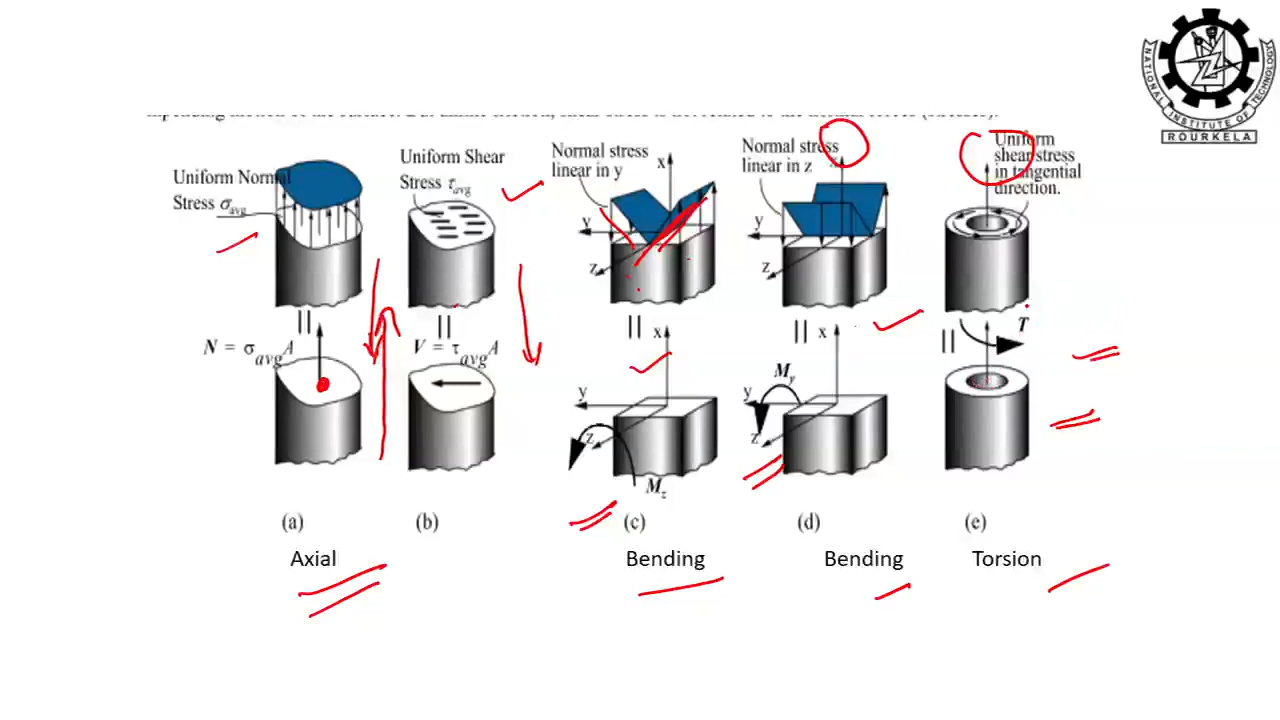 NATIONAL INSTITUTE OF TECHNOLOGY
ROURKELA
Uniform Normal
Stress σavg
Uniform Shear
Stress τavg
Normal stress
linear in y
x
y
z
Normal stress
linear in z
y
z
Uniform
shear stress
in tangential
direction.
||
N = σavgA
||
V = τavgA
||
x
y
z
Mz
||
x
My
y
z
||
T
(a)
(b)
(c)
(d)
(e)
Axial
Bending
Bending
Torsion